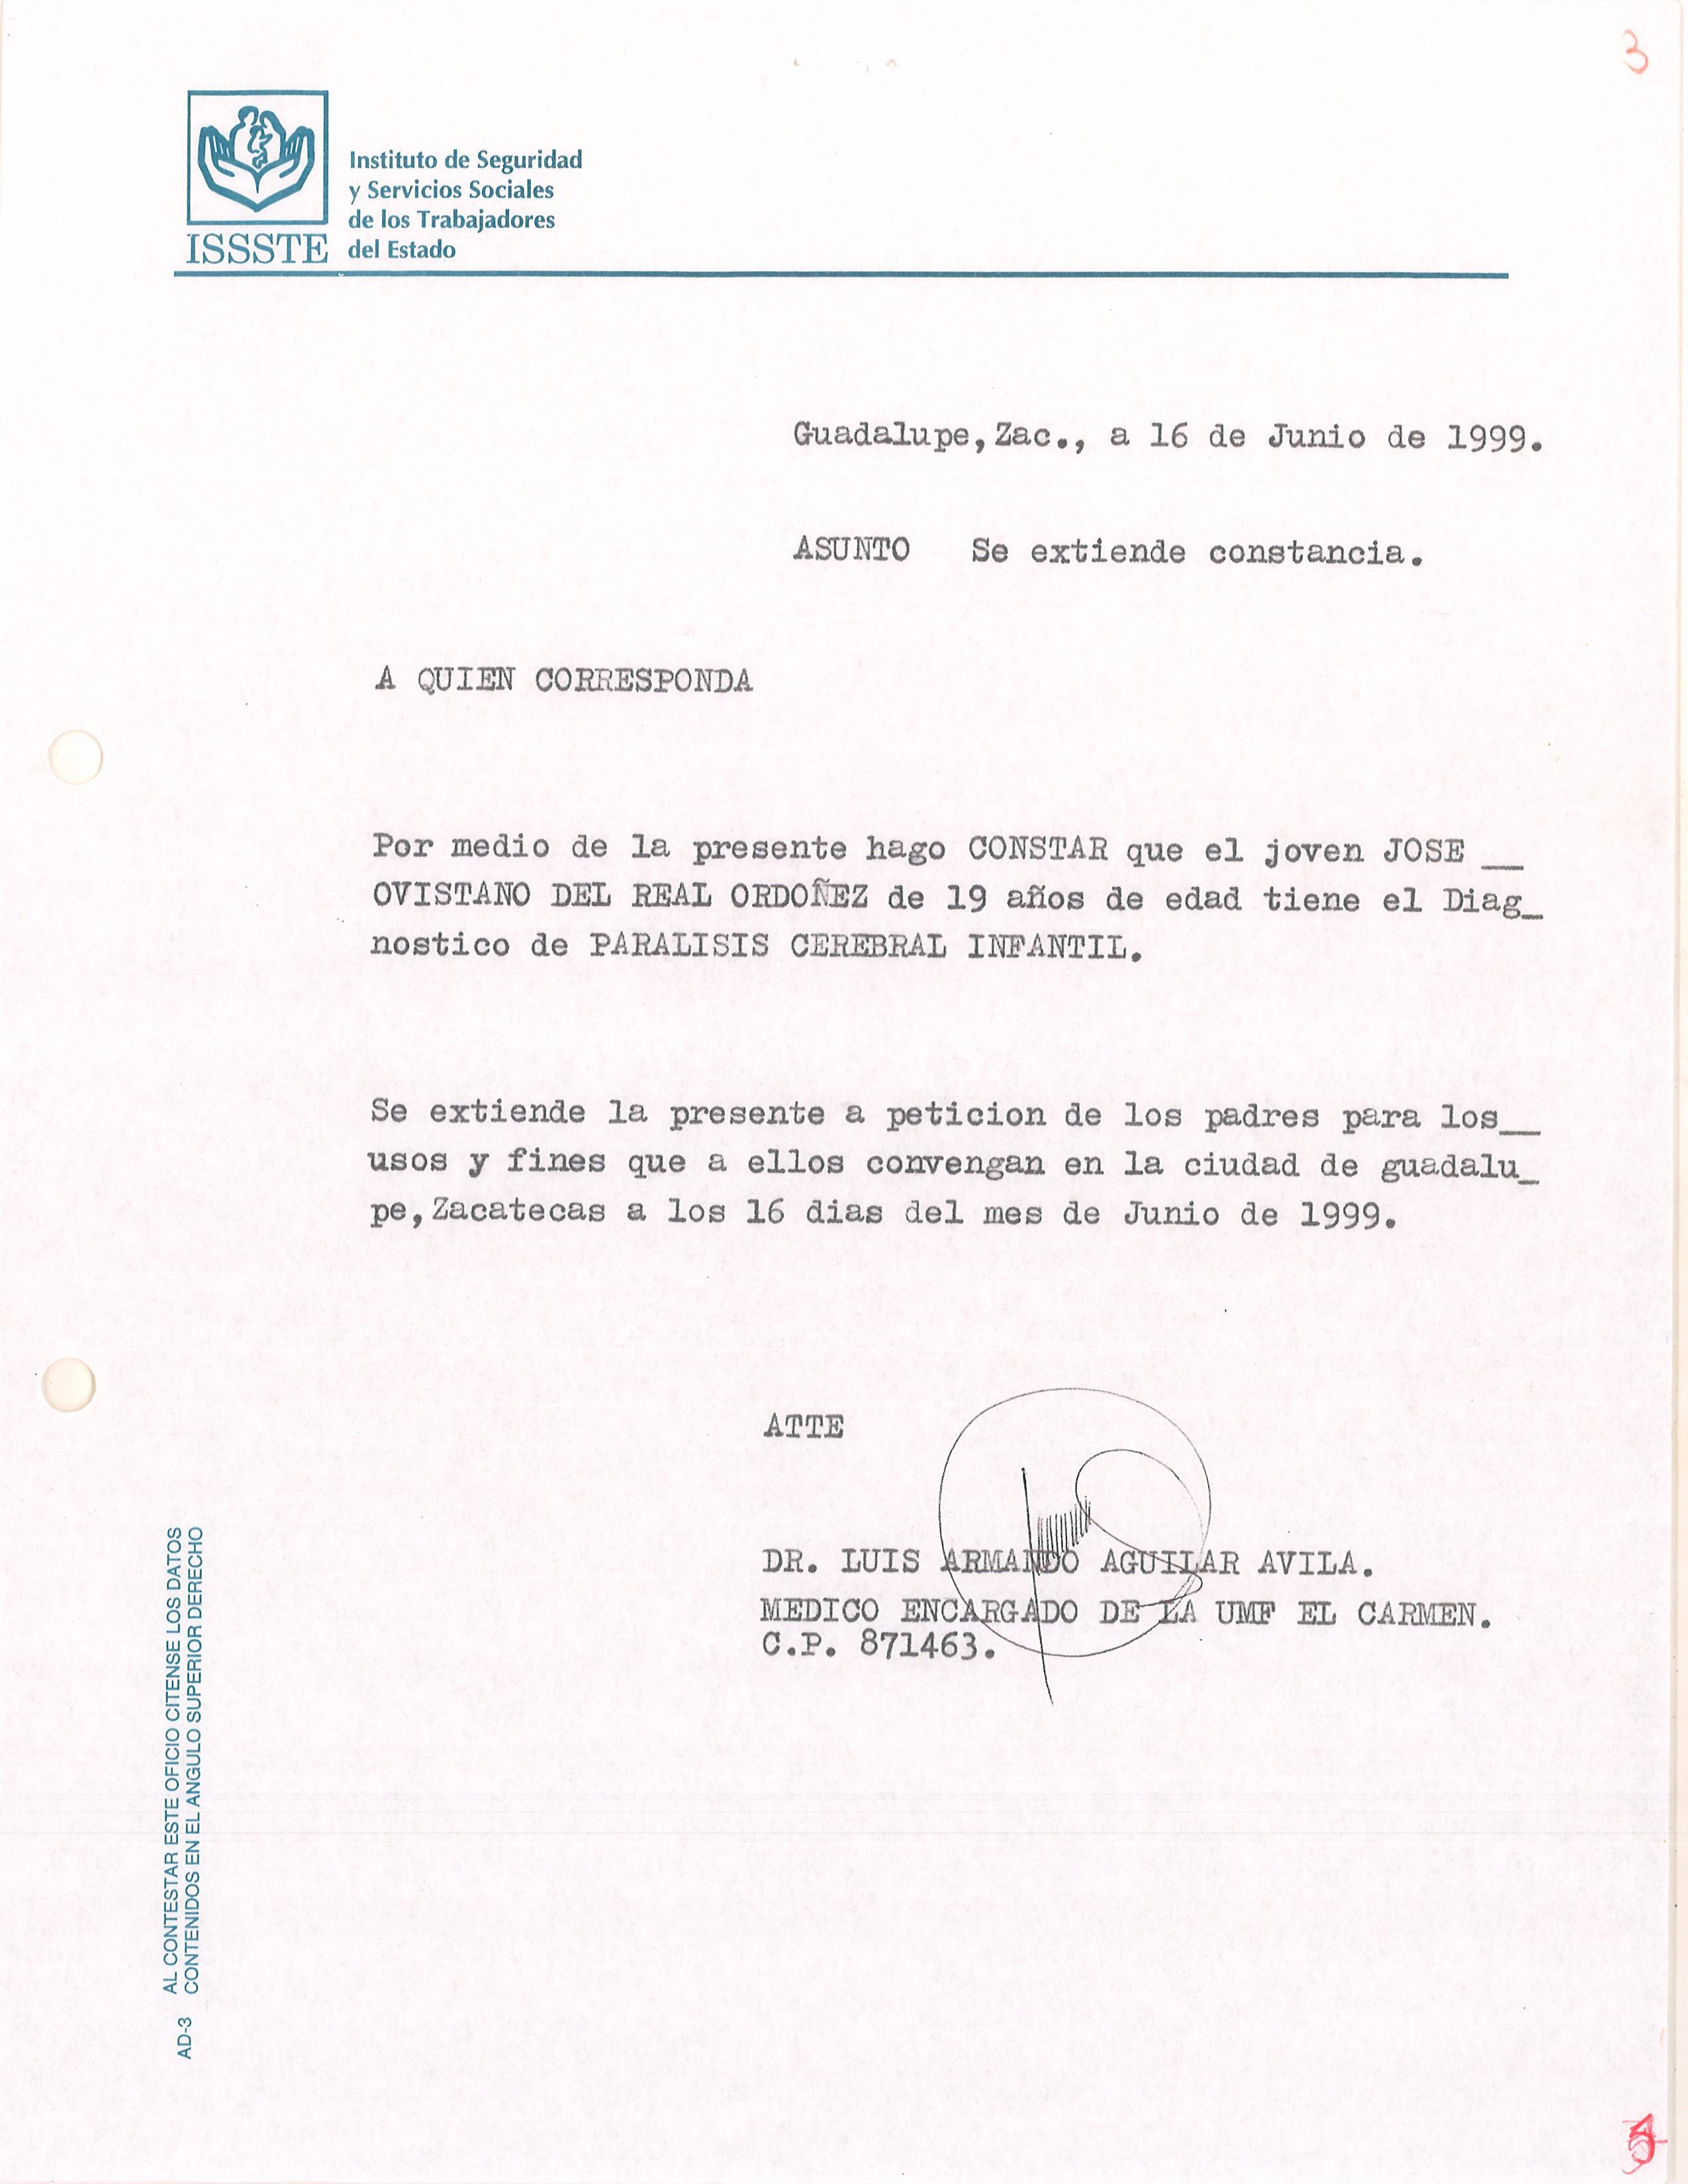 3
ISSSTE
Instituto de Seguridad
y Servicios Sociales
de los Trabajadores
del Estado
Guadalupe,Zac., a 16 de Junio de 1999.
ASUNTO Se extiende constancia.
A QUIEN CORRESPONDA
Por medio de la presente hago CONSTAR que el joven JOSE __
OVISTANO DEL REAL ORDOÑEZ de 19 años de edad tiene el Diag_
nostico de PARALISIS CEREBRAL INFANTIL.
Se extiende la presente a peticion de los padres para los__
usos y fines que a ellos convengan en la ciudad de guadalu_
pe,Zacatecas a los 16 dias del mes de Junio de 1999.
ATTE
DR. LUIS ARMANDO AGUILAR AVILA.
MEDICO ENCARGADO DE LA UMF EL CARMEN.
C.P. 871463.
AD-3 AL CONTESTAR ESTE OFICIO CITENSE LOS DATOS
CONTENIDOS EN EL ANGULO SUPERIOR DERECHO